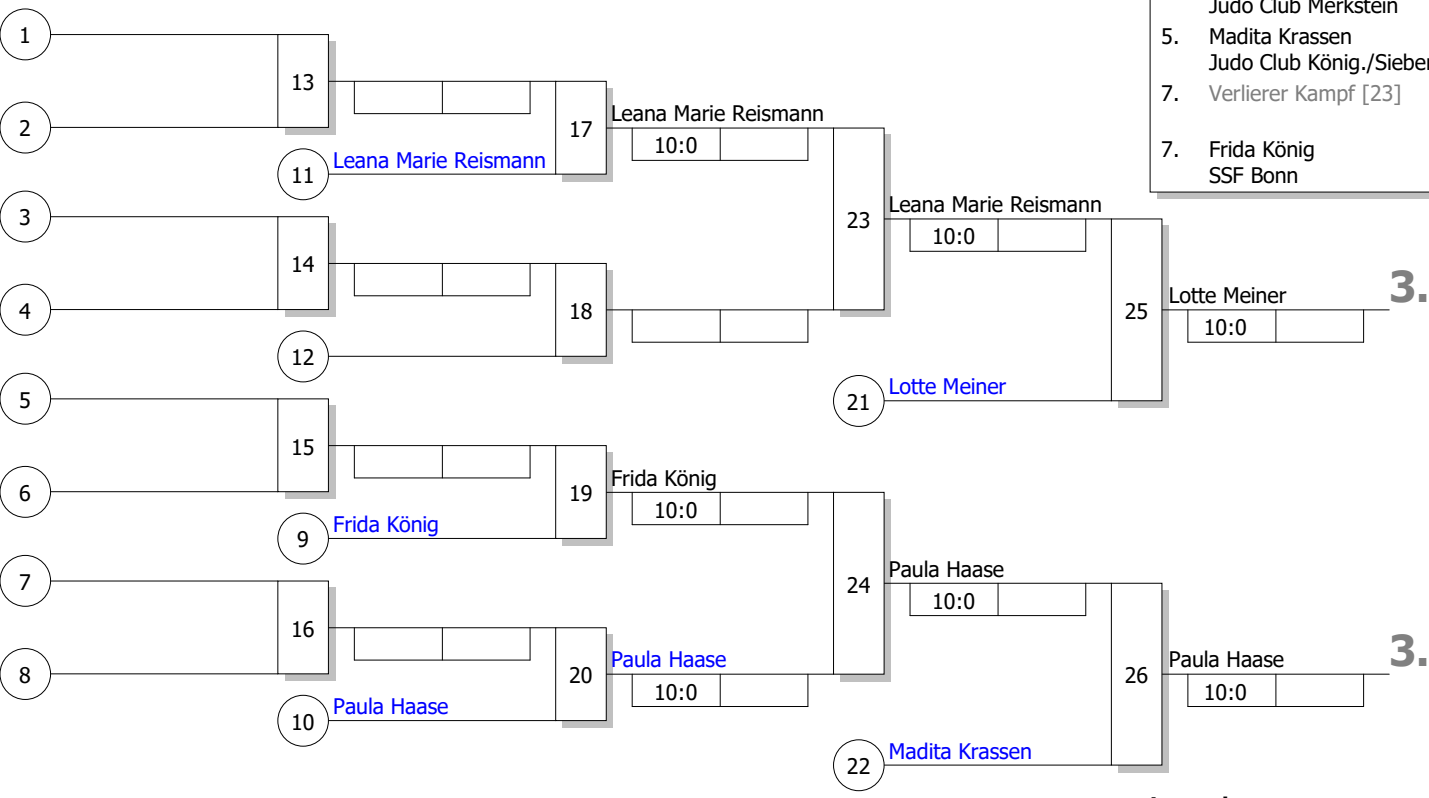 Judo Club Merkstein
5. Madita Krassen
Judo Club König./Sieben
7. Verlierer Kampf [23]
7. Frida König
SSF Bonn
1
13
2
17
Leana Marie Reismann
10:0
11
Leana Marie Reismann
3
23
Leana Marie Reismann
10:0
14
4
18
12
25
Lotte Meiner
10:0
3.
21
Lotte Meiner
5
15
6
19
Frida König
10:0
9
Frida König
7
24
Paula Haase
10:0
16
8
20
Paula Haase
10:0
10
Paula Haase
26
Paula Haase
10:0
3.
22
Madita Krassen